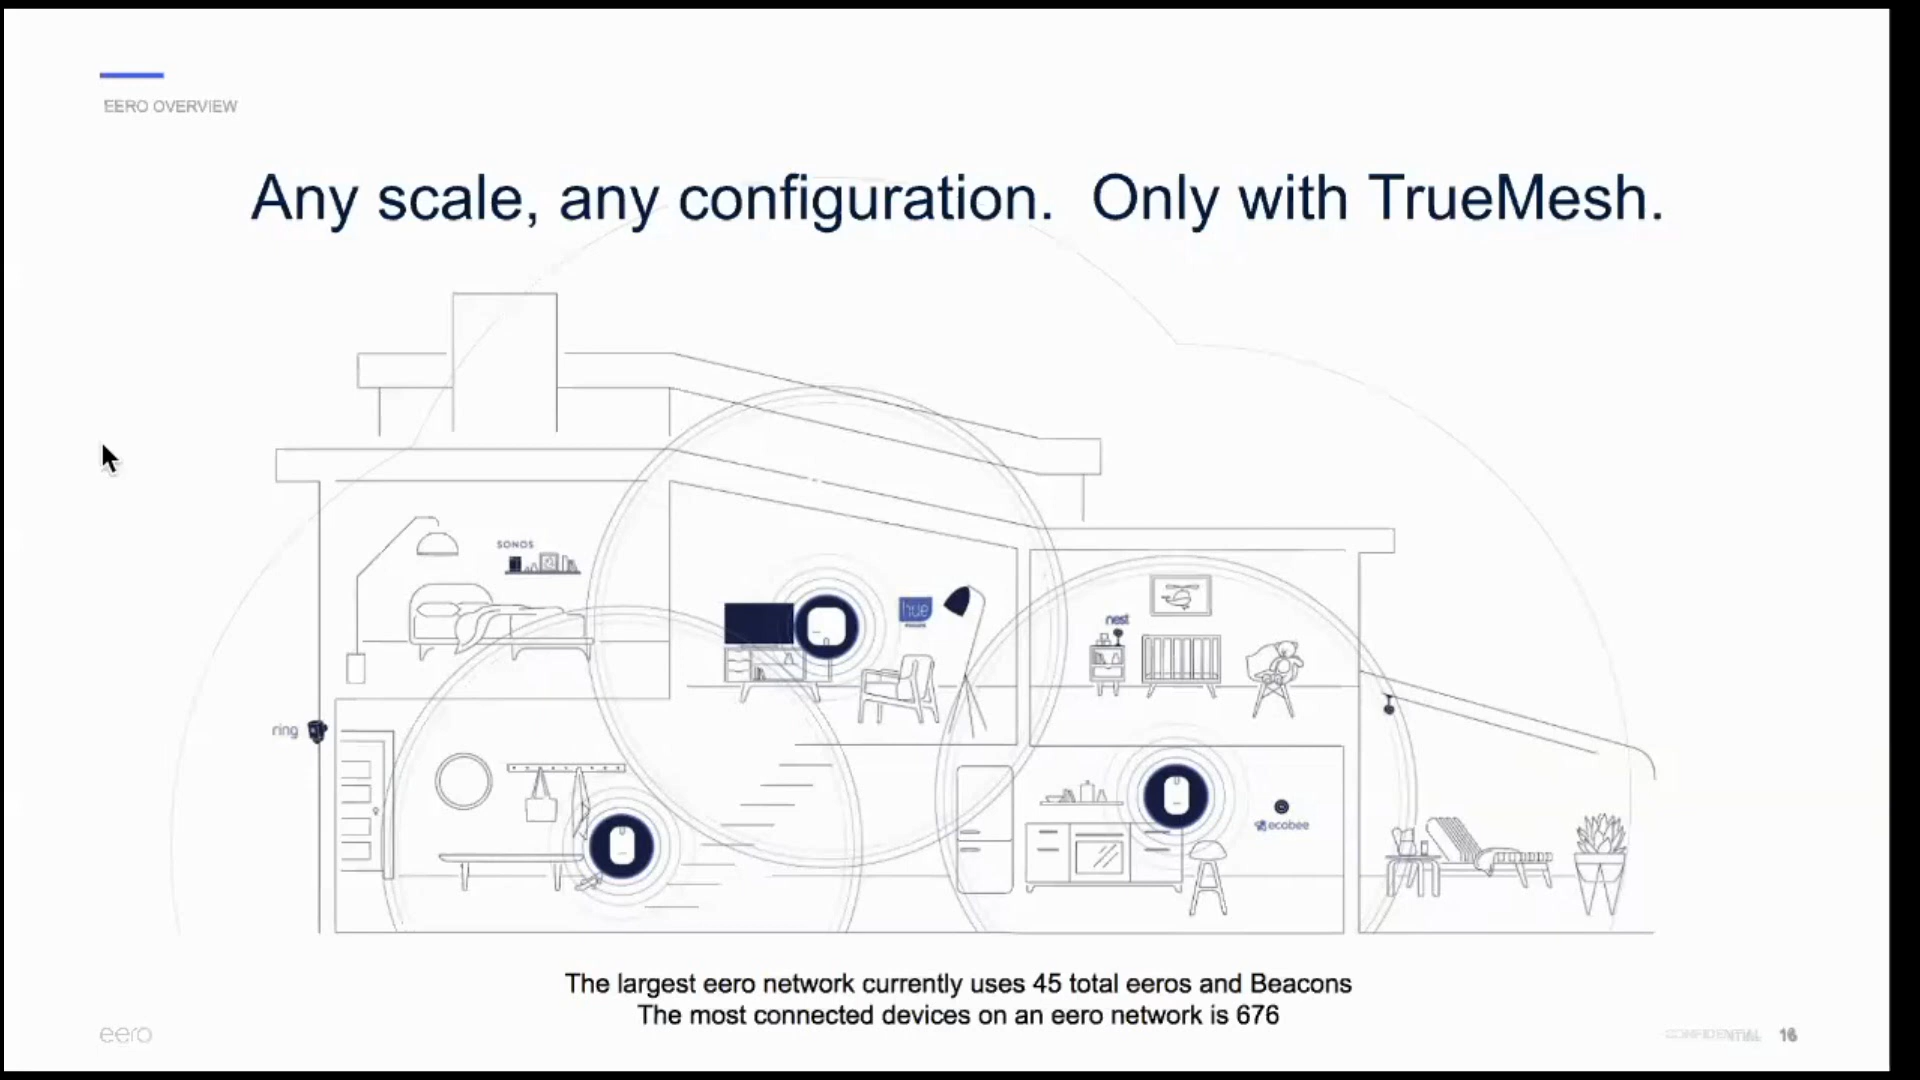 EERO OVERVIEW
Any scale, any configuration. Only with TrueMesh.
SONOS
hue
nest
ring
ecobee
The largest eero network currently uses 45 total eeros and Beacons
The most connected devices on an eero network is 676
eero
CONFIDENTIAL 16